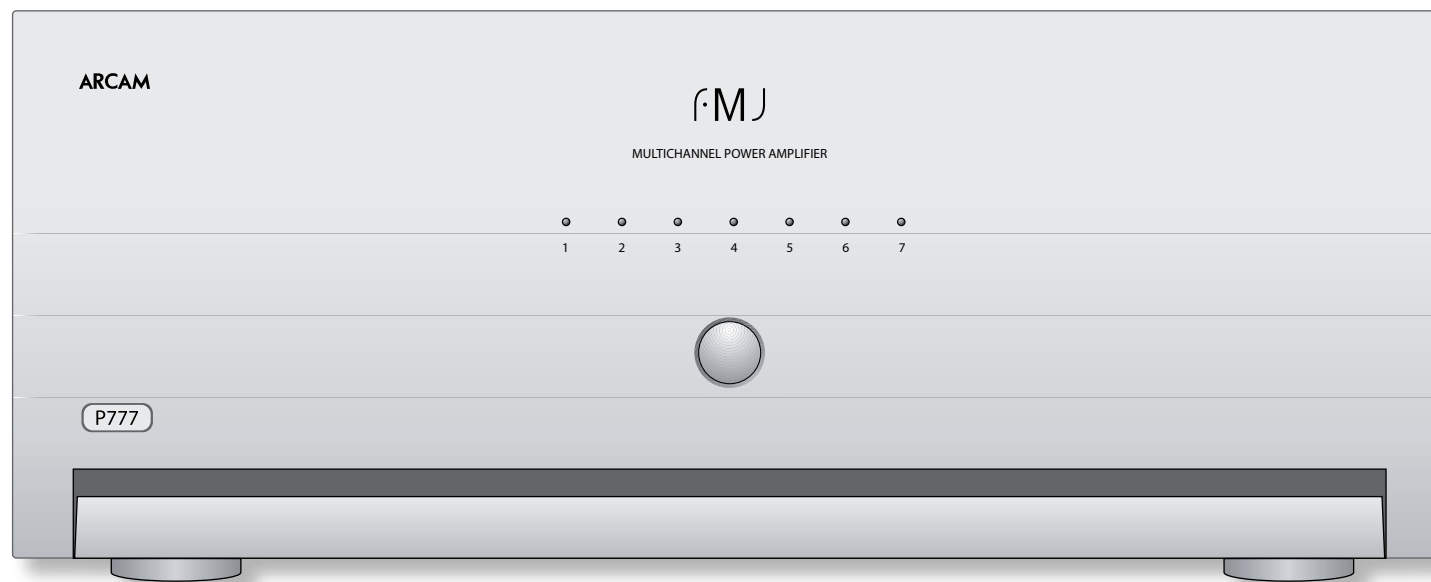 ARCAM
FMJ
MULTICHANNEL POWER AMPLIFIER
1 2 3 4 5 6 7
P777